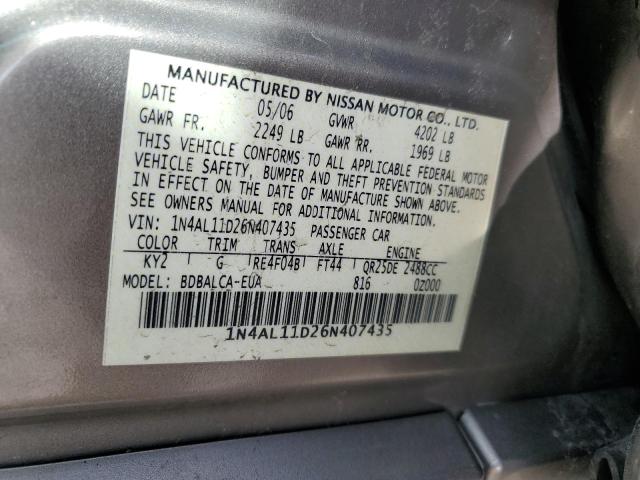 MANUFACTURED BY NISSAN MOTOR CO., LTD.
DATE 05/06 GVWR 4202 LB
GAWR FR. 2249 LB GAWR RR. 1969 LB
THIS VEHICLE CONFORMS TO ALL APPLICABLE FEDERAL MOTOR
VEHICLE SAFETY, BUMPER AND THEFT PREVENTION STANDARDS
IN EFFECT ON THE DATE OF MANUFACTURE SHOWN ABOVE.
SEE OWNERS MANUAL FOR ADDITIONAL INFORMATION.
VIN: 1N4AL11D26N407435 PASSENGER CAR
COLOR TRIM TRANS AXLE ENGINE
KY2 G RE4F04B FT44 QR25DE 2488CC
MODEL: BDBALCA-EUA 816 0Z000
1N4AL11D26N407435